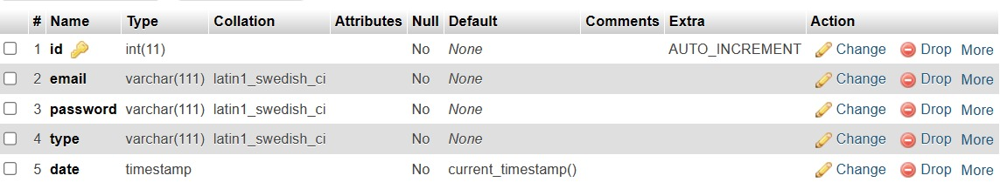 # Name Type Collation Attributes Null Default Comments Extra Action
1 id int(11) No None AUTO_INCREMENT Change Drop More
2 email varchar(111) latin1_swedish_ci No None Change Drop More
3 password varchar(111) latin1_swedish_ci No None Change Drop More
4 type varchar(111) latin1_swedish_ci No None Change Drop More
5 date timestamp No current_timestamp() Change Drop More